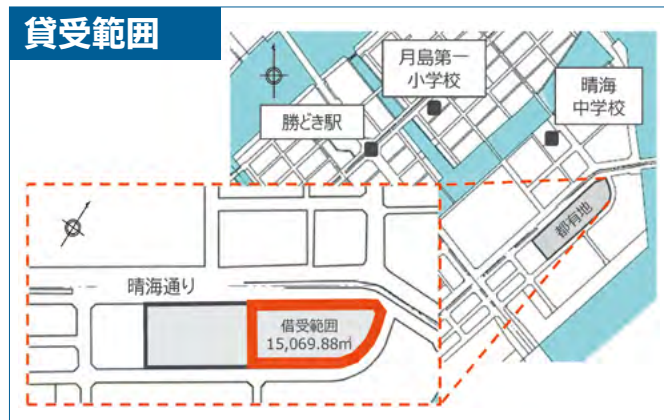 貸受範囲
月島第一
小学校
晴海
中学校
勝どき駅
都有地
晴海通り
借受範囲
15,069.88㎡